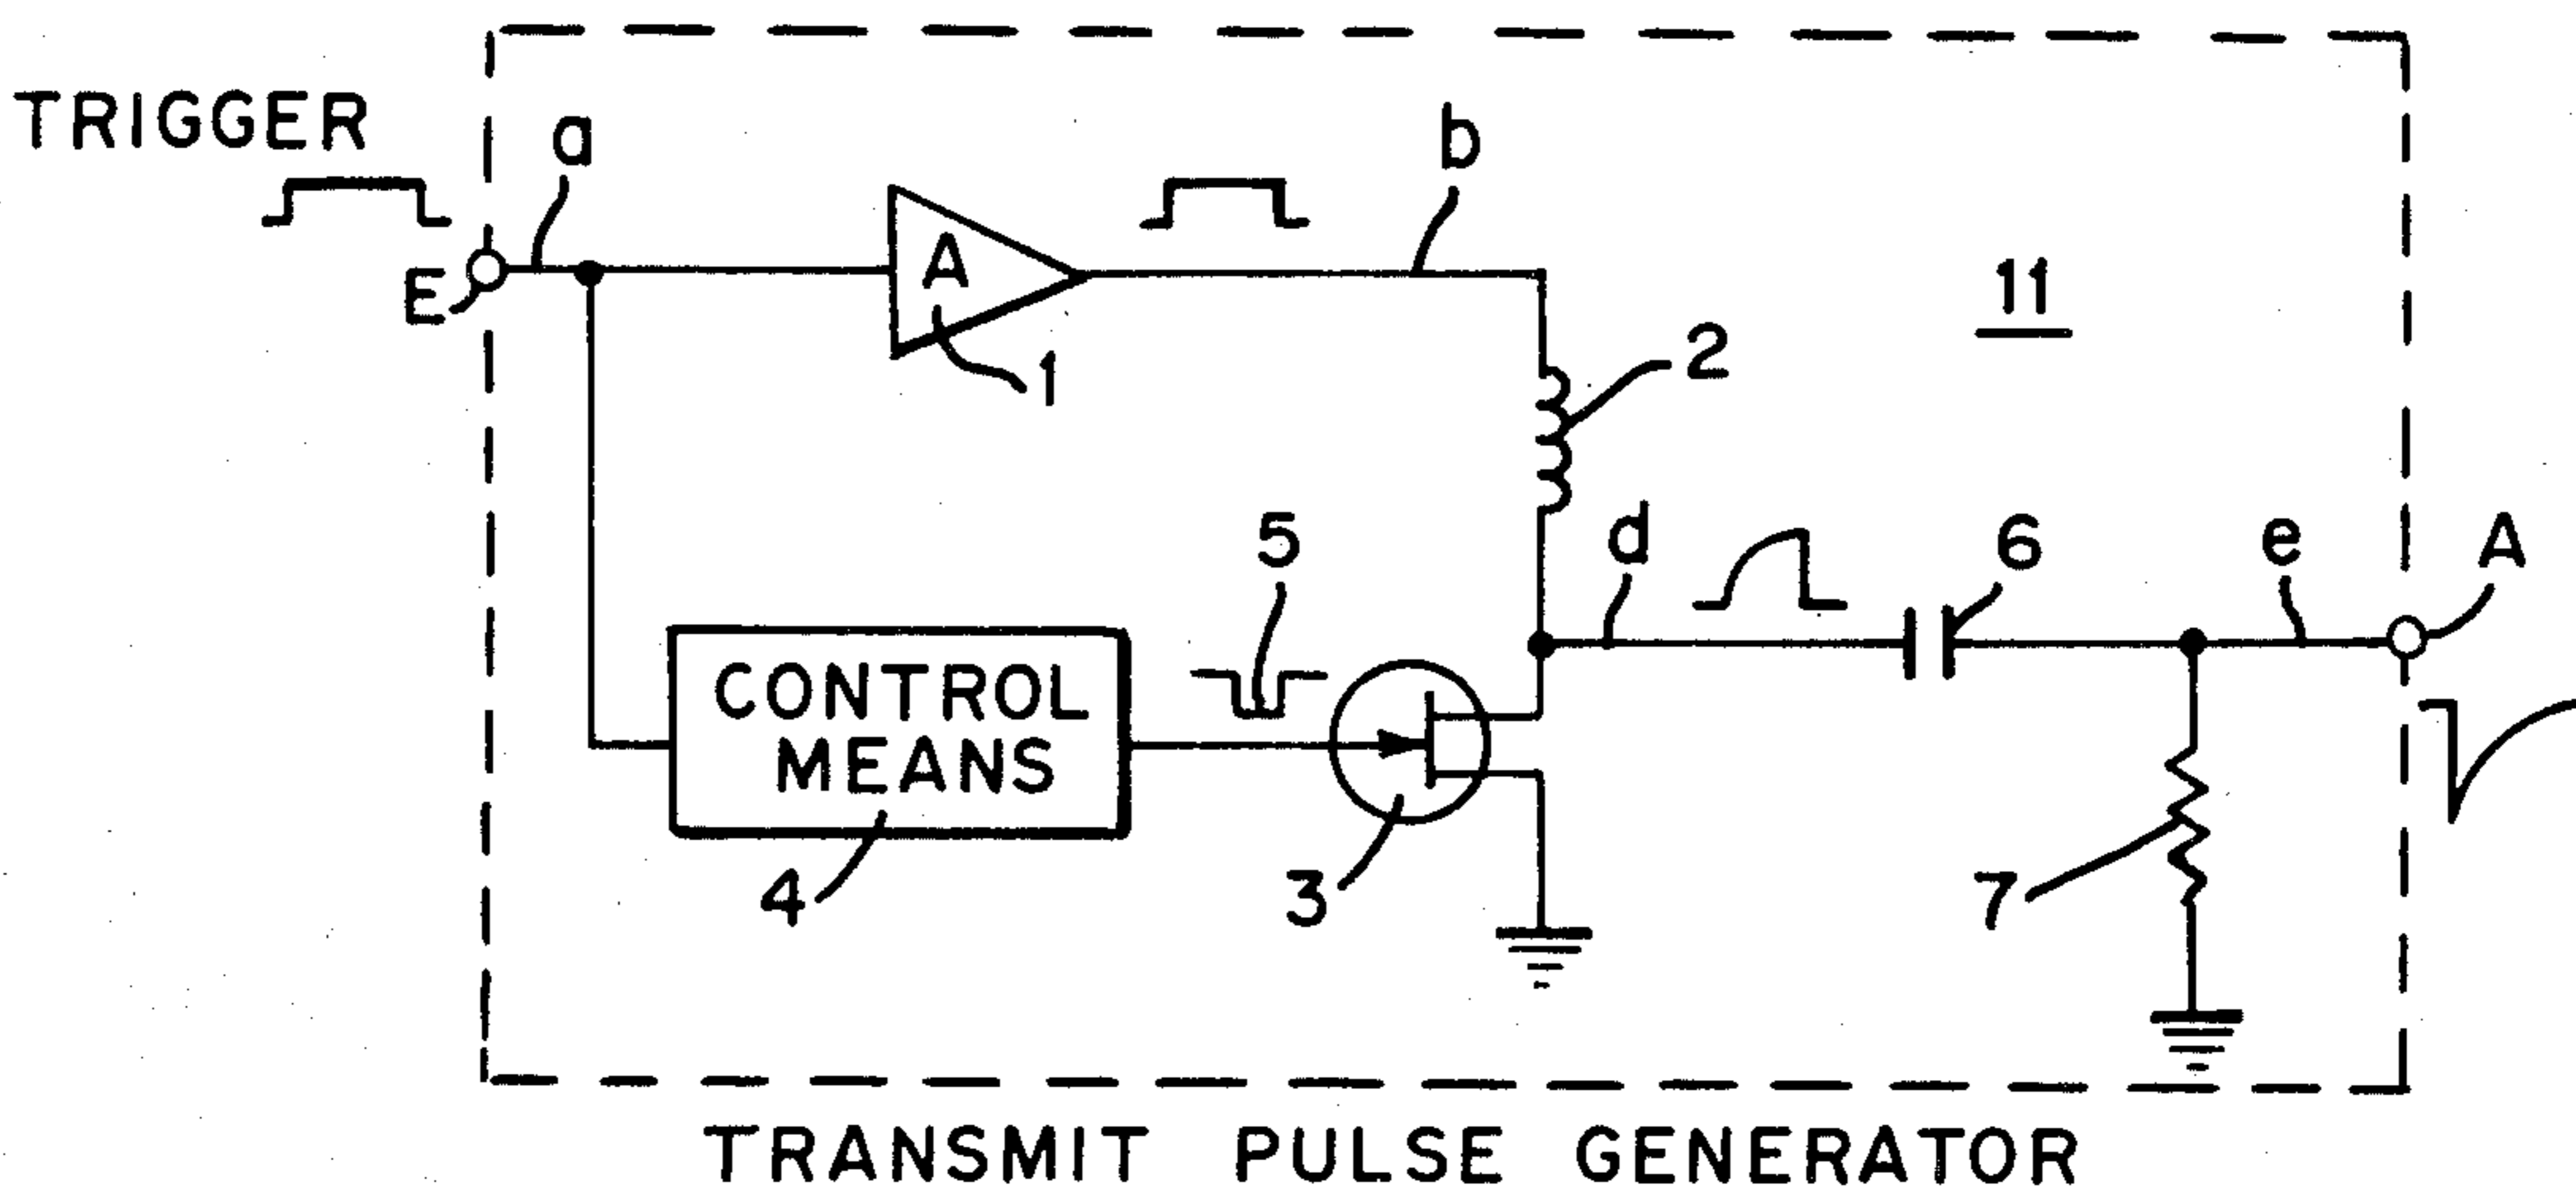 TRIGGER
a
b
E
A
1
11
2
5
d
6
e
A
CONTROL
MEANS
4
3
7
TRANSMIT PULSE GENERATOR